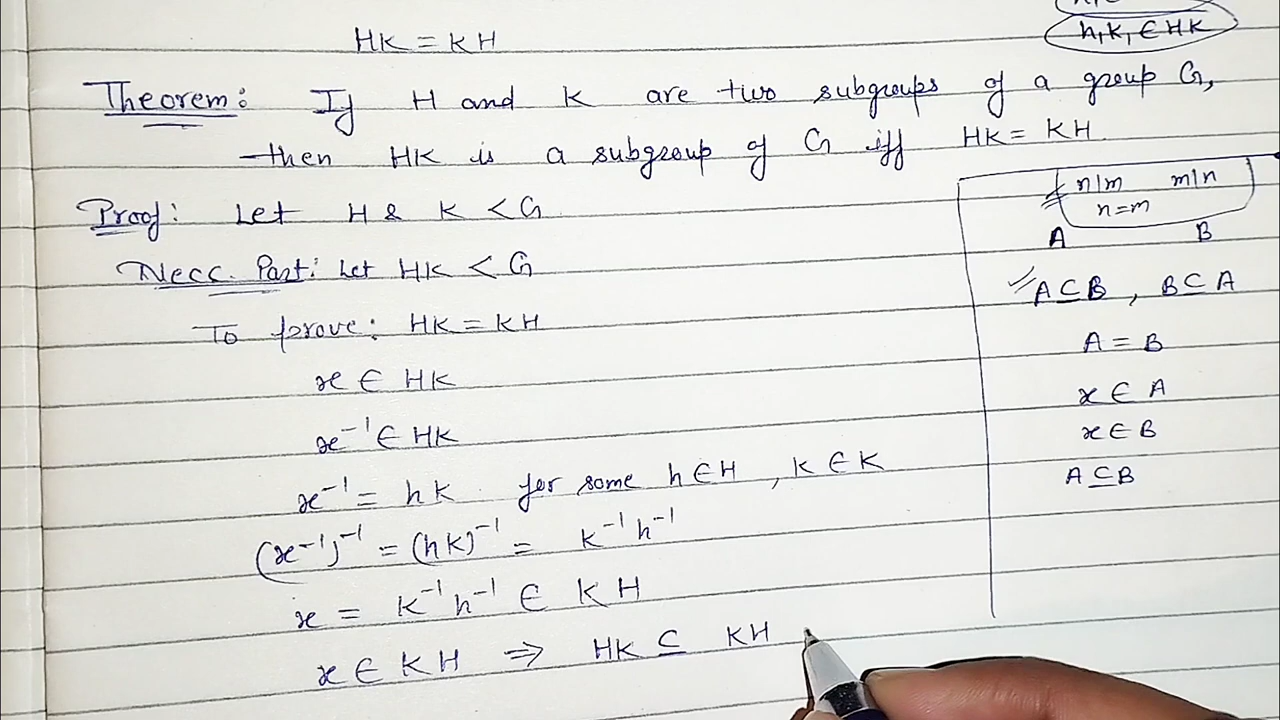 HK = KH
h₁k₁ ∈ HK
Theorem: If H and K are two subgroups of a group G,
then HK is a subgroup of G iff HK = KH.
Proof: Let H & K < G
Necc. Part: Let HK < G
To prove: HK = KH
x ∈ HK
x⁻¹ ∈ HK
x⁻¹ = hk for some h ∈ H, k ∈ K
(x⁻¹)⁻¹ = (hk)⁻¹ = k⁻¹h⁻¹
x = k⁻¹h⁻¹ ∈ KH
x ∈ KH ⇒ HK ⊆ KH
n|m m|n
n=m
A B
A ⊆ B, B ⊆ A
A = B
x ∈ A
x ∈ B
A ⊆ B